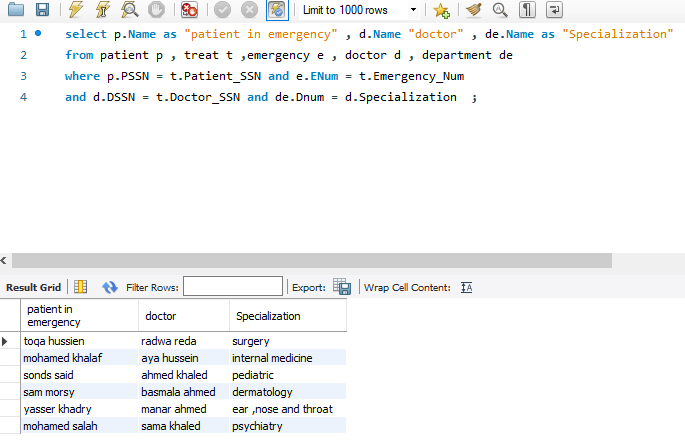 Limit to 1000 rows
1 select p.Name as "patient in emergency" , d.Name "doctor" , de.Name as "Specialization"
2 from patient p , treat t ,emergency e , doctor d , department de
3 where p.PSSN = t.Patient_SSN and e.ENum = t.Emergency_Num
4 and d.DSSN = t.Doctor_SSN and de.Dnum = d.Specialization ;
Result Grid Filter Rows: Export: Wrap Cell Content:
patient in emergency doctor Specialization
toqa hussien radwa reda surgery
mohamed khalaf aya hussein internal medicine
sonds said ahmed khaled pediatric
sam morsy basmala ahmed dermatology
yasser khadry manar ahmed ear ,nose and throat
mohamed salah sama khaled psychiatry